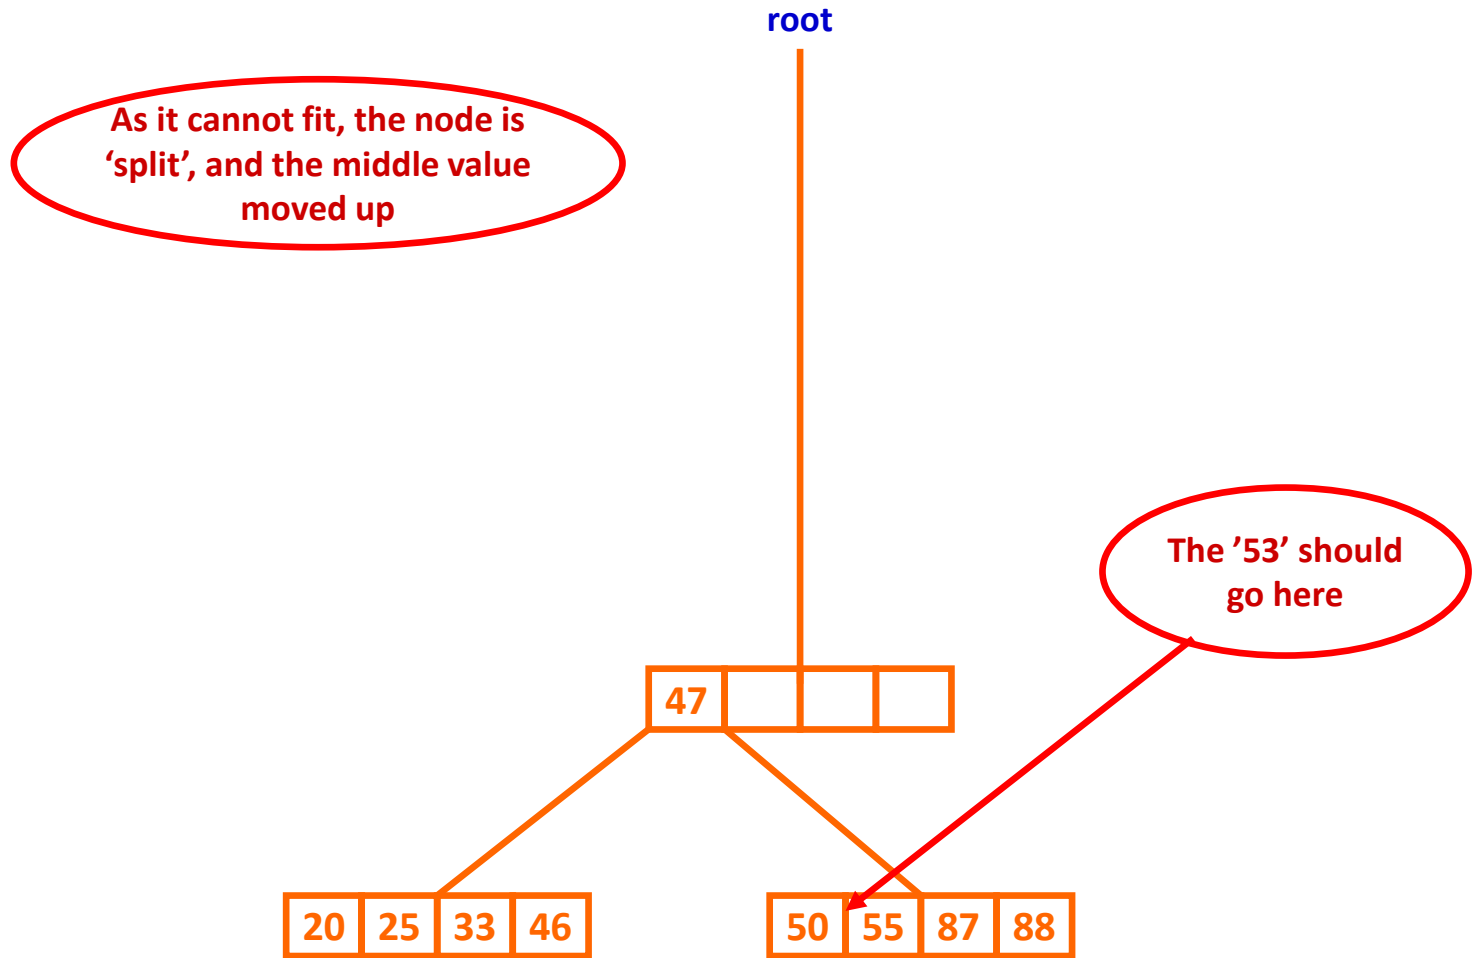 root
As it cannot fit, the node is
‘split’, and the middle value
moved up
The ’53’ should
go here
47
20 25 33 46
50 55 87 88